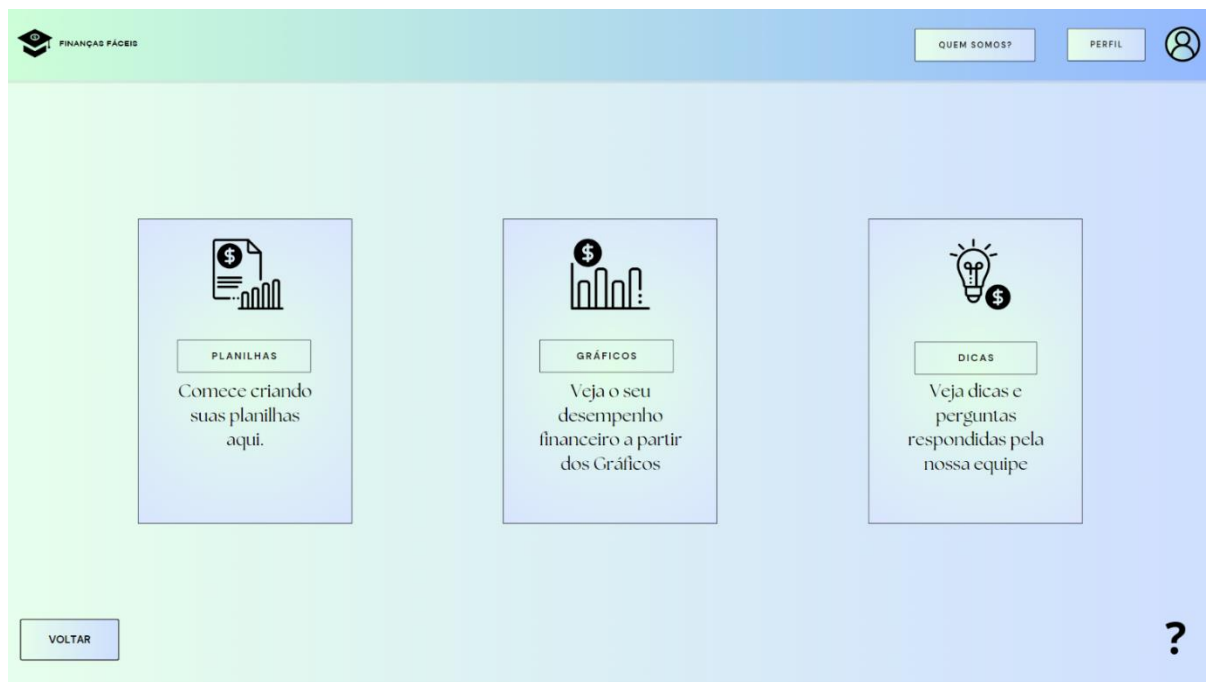 FINANÇAS FÁCEIS
QUEM SOMOS?
PERFIL
PLANILHAS
Comece criando
suas planilhas
aqui.
GRÁFICOS
Veja o seu
desempenho
financeiro a partir
dos Gráficos
DICAS
Veja dicas e
perguntas
respondidas pela
nossa equipe
VOLTAR
?